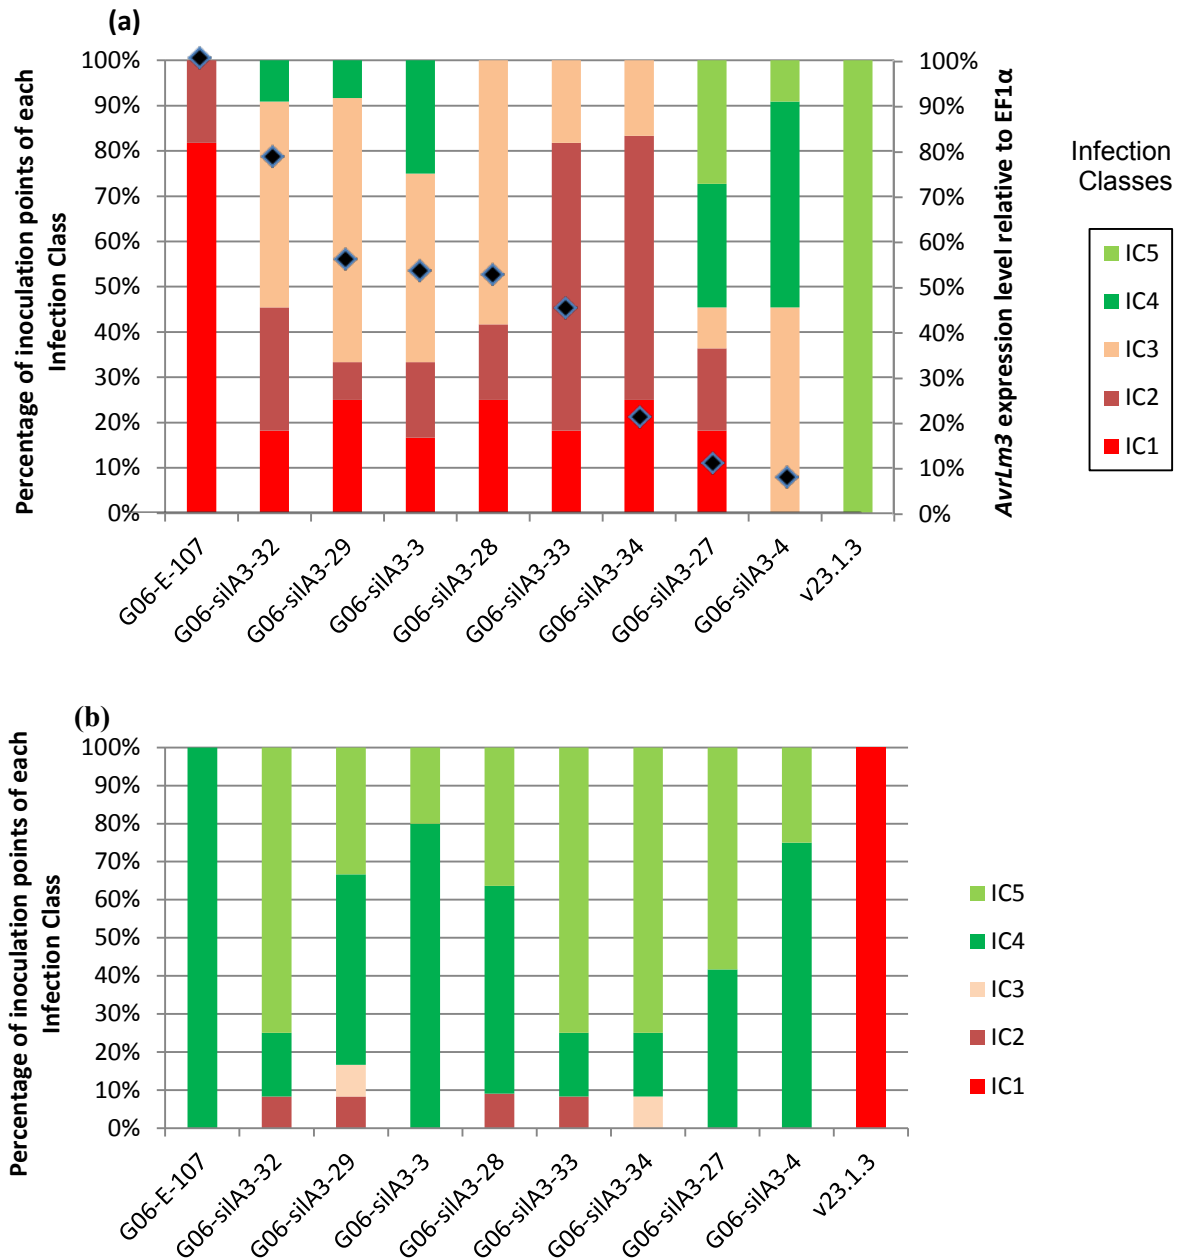 (a)
Percentage of inoculation points of each
Infection Class
100%
90%
80%
70%
60%
50%
40%
30%
20%
10%
0%
100%
90%
80%
70%
60%
50%
40%
30%
20%
10%
0%
AvrLm3 expression level relative to EF1α
Infection
Classes
IC5
IC4
IC3
IC2
IC1
G06-E-107
G06-silA3-32
G06-silA3-29
G06-silA3-3
G06-silA3-28
G06-silA3-33
G06-silA3-34
G06-silA3-27
G06-silA3-4
v23.1.3
(b)
Percentage of inoculation points of each
Infection Class
100%
90%
80%
70%
60%
50%
40%
30%
20%
10%
0%
IC5
IC4
IC3
IC2
IC1
G06-E-107
G06-silA3-32
G06-silA3-29
G06-silA3-3
G06-silA3-28
G06-silA3-33
G06-silA3-34
G06-silA3-27
G06-silA3-4
v23.1.3